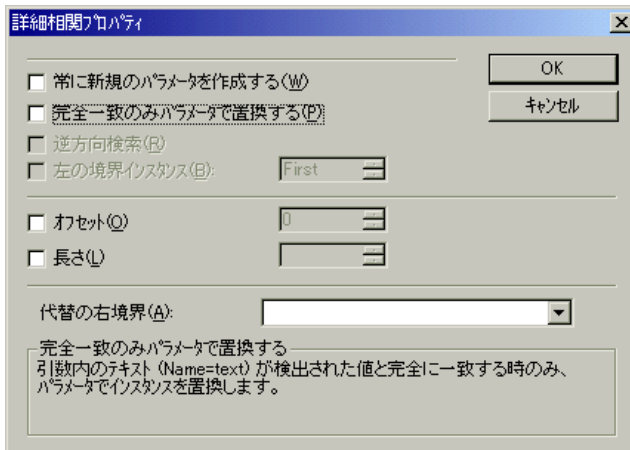 詳細相関プロパティ
常に新規のパラメータを作成する(W)
OK
完全一致のみパラメータで置換する(P)
キャンセル
逆方向検索(R)
左の境界インスタンス(B): First
オフセット(O) 0
長さ(L)
代替の右境界(A):
完全一致のみパラメータで置換する
引数内のテキスト (Name=text) が検出された値と完全に一致する時のみ、
パラメータでインスタンスを置換します。